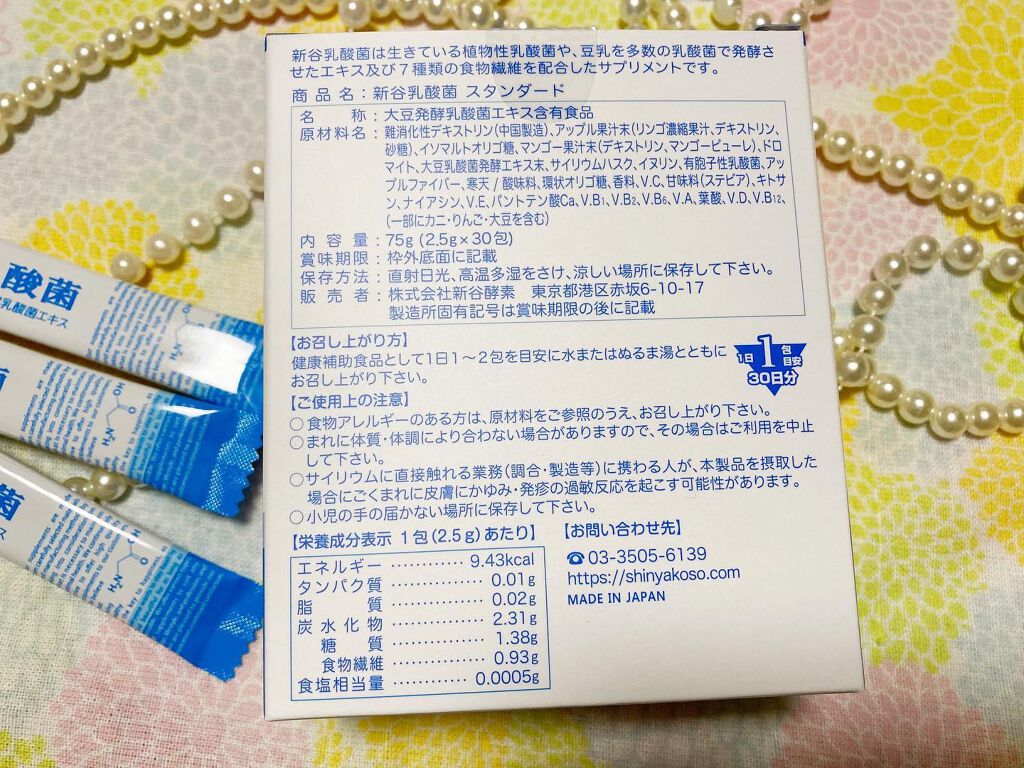 新谷乳酸菌は生きている植物性乳酸菌や、豆乳を多数の乳酸菌で発酵さ
せたエキス及び7種類の食物繊維を配合したサプリメントです。
商品名：新谷乳酸菌 スタンダード
名称：大豆発酵乳酸菌エキス含有食品
原材料名：難消化性デキストリン(中国製造)、アップル果汁末(リンゴ濃縮果汁、デキストリン、
砂糖)、イソマルトオリゴ糖、マンゴー果汁末(デキストリン、マンゴーピューレ)、ドロ
マイト、大豆乳酸菌発酵エキス末、サイリウムハスク、イヌリン、有胞子性乳酸菌、アッ
プルファイバー、寒天 / 酸味料、環状オリゴ糖、香料、V.C、甘味料(ステビア)、キトサ
ン、ナイアシン、V.E、パントテン酸Ca、V.B1、V.B2、V.B6、V.A、葉酸、V.D、V.B12、
(一部にカニ・りんご・大豆を含む)
内容量：75g (2.5g×30包)
賞味期限：枠外底面に記載
保存方法：直射日光、高温多湿をさけ、涼しい場所に保存して下さい。
販売者：株式会社新谷酵素 東京都港区赤坂6-10-17
製造所固有記号は賞味期限の後に記載
【お召し上がり方】
健康補助食品として1日1～2包を目安に水またはぬるま湯とともに
お召し上がり下さい。
1日1包目安
30日分
【ご使用上の注意】
○食物アレルギーのある方は、原材料をご参照のうえ、お召し上がり下さい。
○まれに体質・体調により合わない場合がありますので、その場合はご利用を中止
して下さい。
○サイリウムに直接触れる業務(調合・製造等)に携わる人が、本製品を摂取した
場合にごくまれに皮膚にかゆみ・発疹の過敏反応を起こす可能性があります。
○小児の手の届かない場所に保存して下さい。
【栄養成分表示 1包(2.5g)あたり】
エネルギー ………… 9.43kcal
タンパク質 ………… 0.01g
脂質 ………… 0.02g
炭水化物 ………… 2.31g
糖質 ………… 1.38g
食物繊維 ………… 0.93g
食塩相当量 ………… 0.0005g
【お問い合わせ先】
☎03-3505-6139
https://shinyakoso.com
MADE IN JAPAN
酸菌
乳酸菌エキス
菌
H2N
OH
菌
H2N